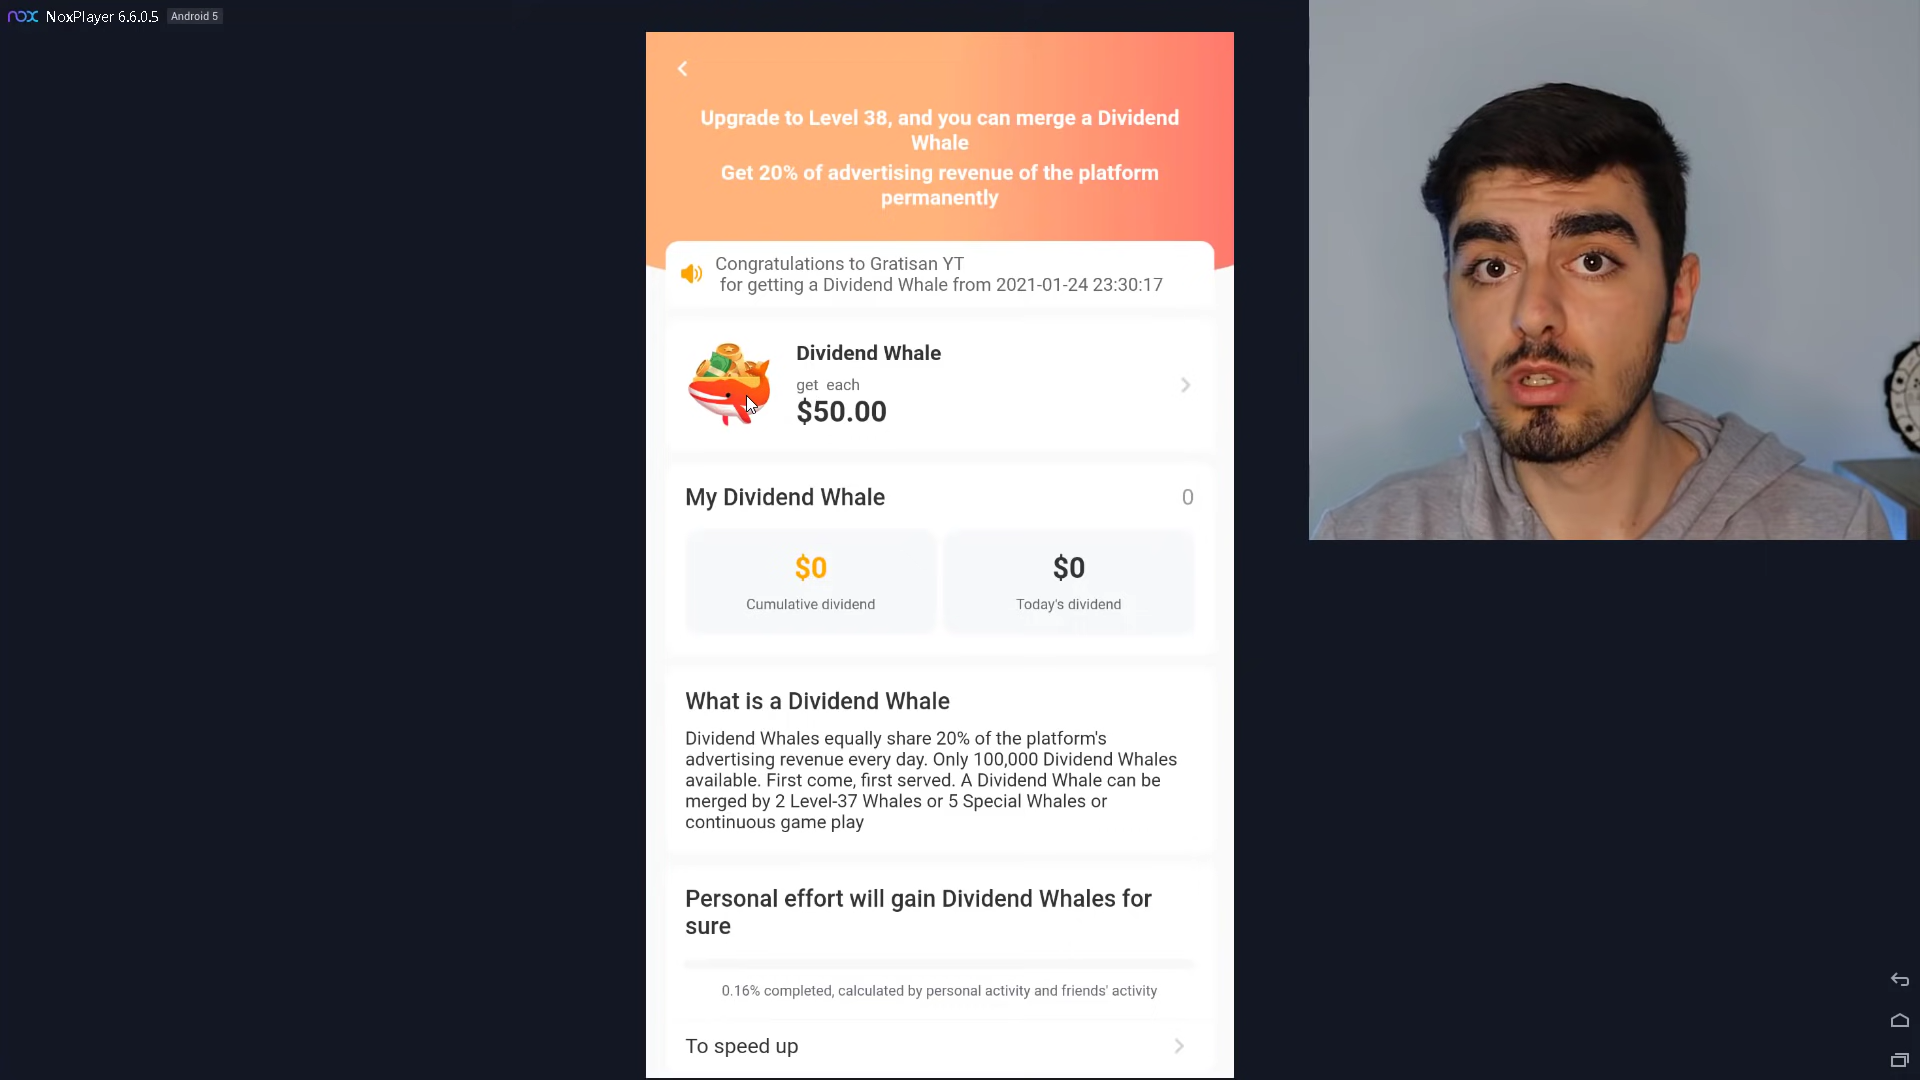 nox NoxPlayer 6.6.0.5 Android 5
Upgrade to Level 38, and you can merge a Dividend
Whale
Get 20% of advertising revenue of the platform
permanently
Congratulations to Gratisan YT
for getting a Dividend Whale from 2021-01-24 23:30:17
Dividend Whale
get each
$50.00
My Dividend Whale 0
$0 $0
Cumulative dividend Today's dividend
What is a Dividend Whale
Dividend Whales equally share 20% of the platform's
advertising revenue every day. Only 100,000 Dividend Whales
available. First come, first served. A Dividend Whale can be
merged by 2 Level-37 Whales or 5 Special Whales or
continuous game play
Personal effort will gain Dividend Whales for
sure
0.16% completed, calculated by personal activity and friends' activity
To speed up